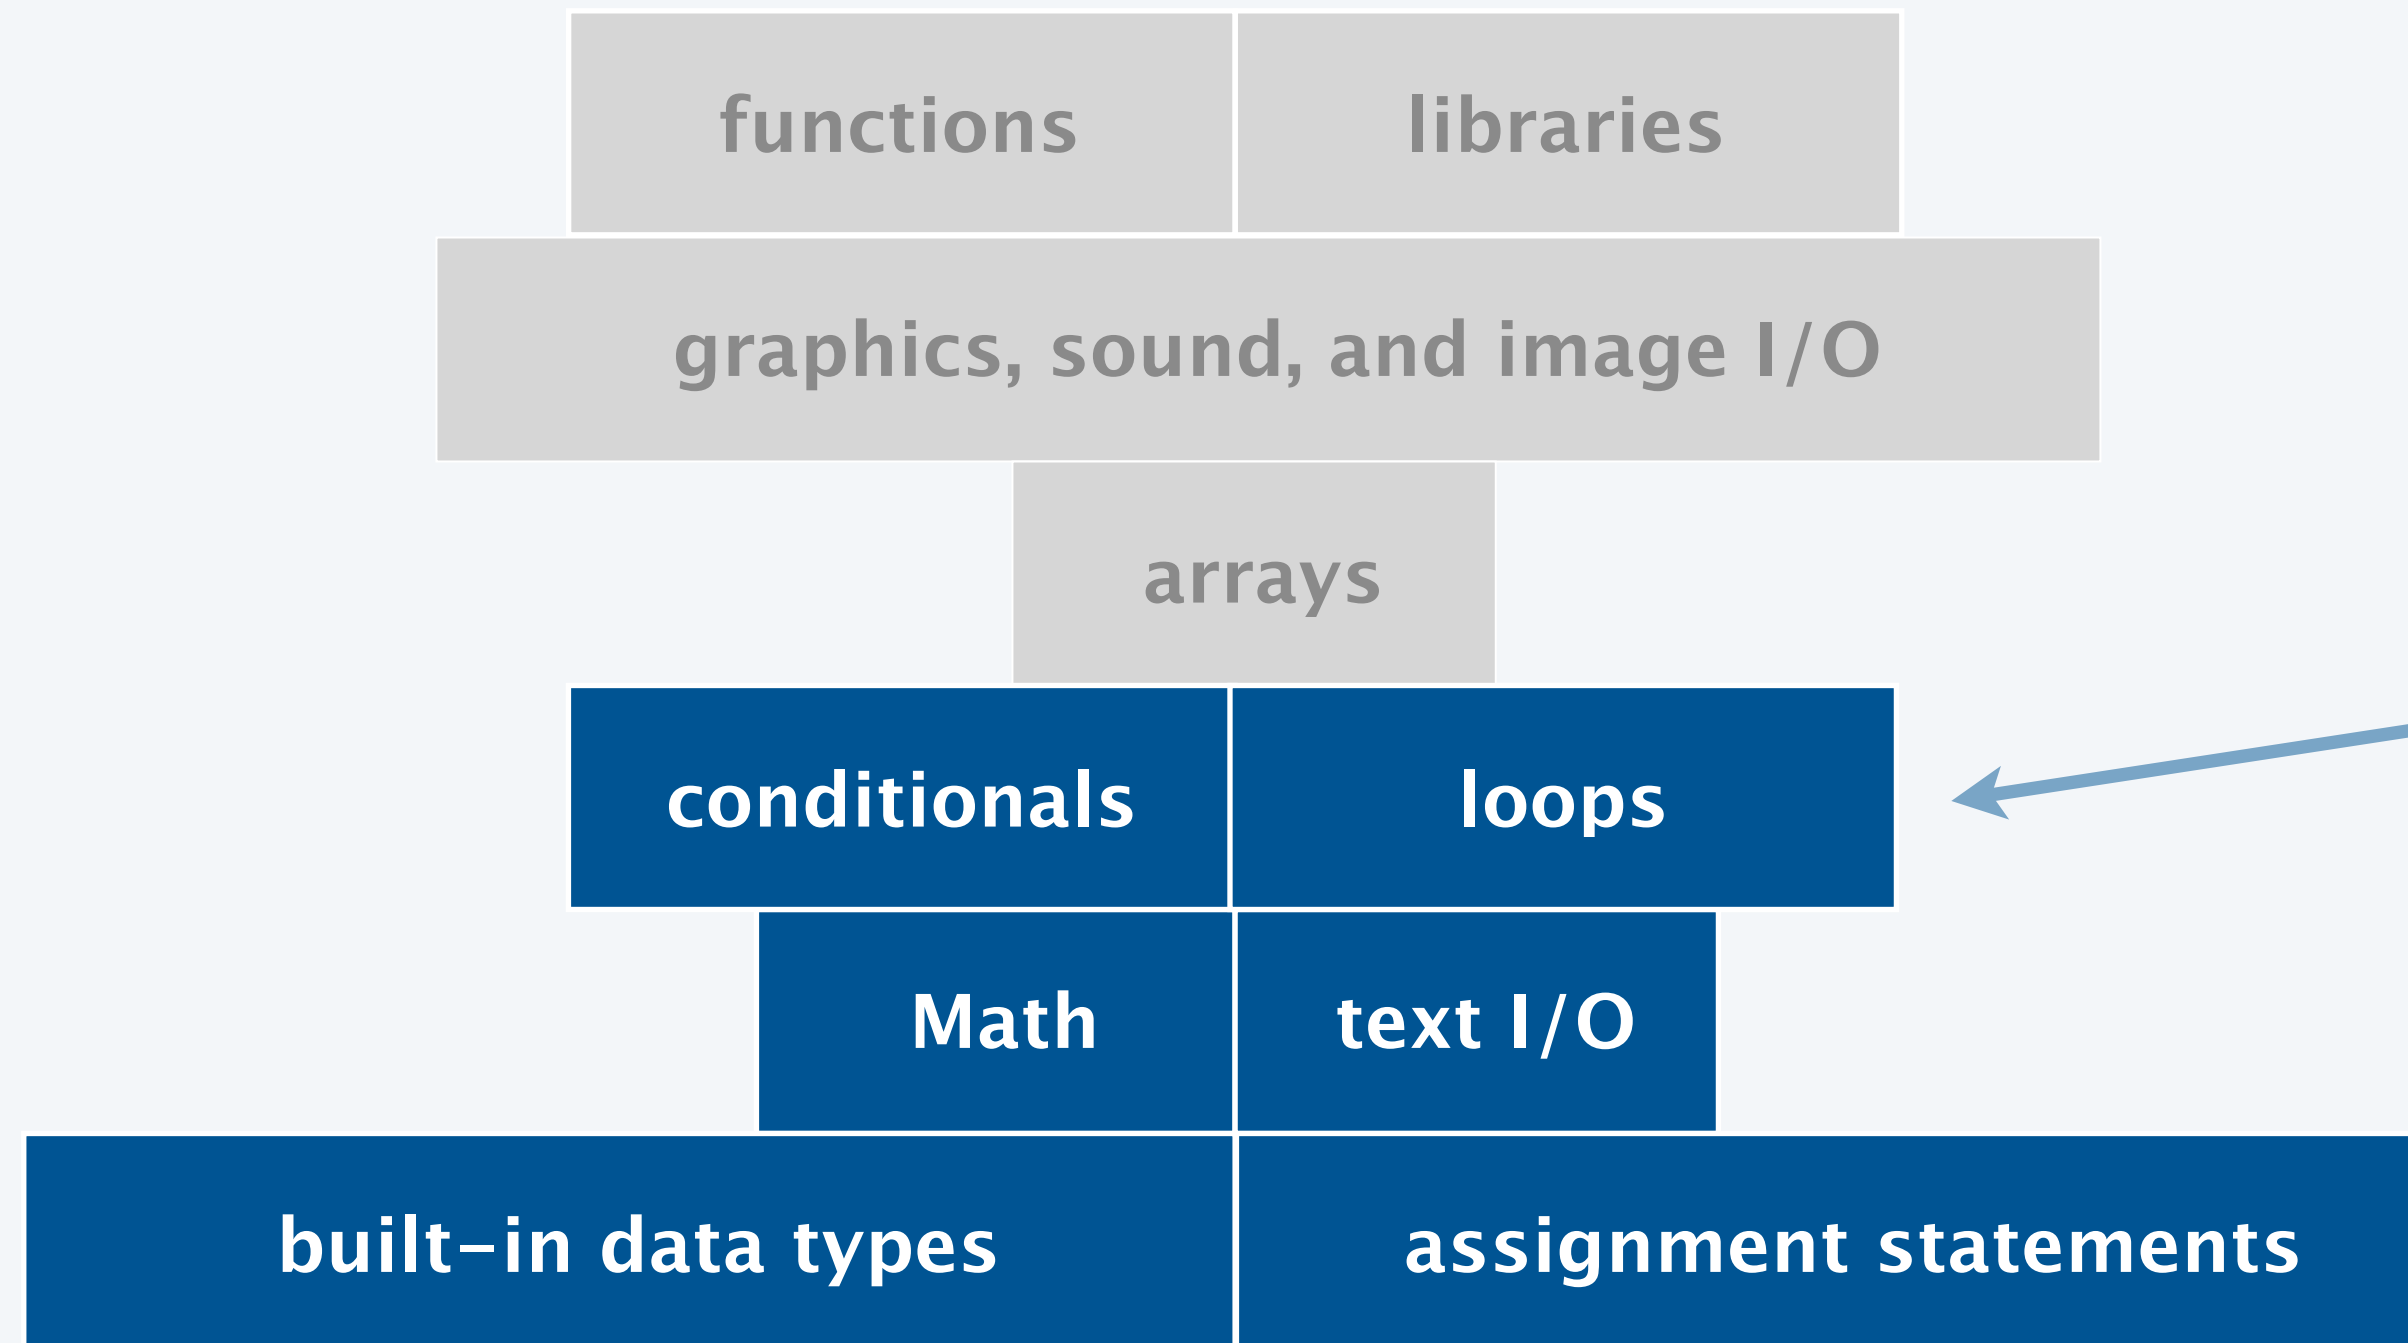 functions
libraries
graphics, sound, and image I/O
arrays
conditionals
loops
Math
text I/O
built-in data types
assignment statements